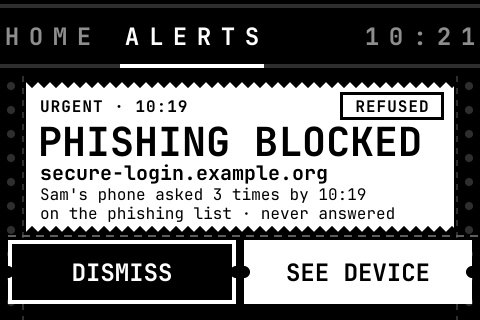 HOME ALERTS 10:21
URGENT · 10:19 REFUSED
PHISHING BLOCKED
secure-login.example.org
Sam's phone asked 3 times by 10:19
on the phishing list · never answered
DISMISS SEE DEVICE